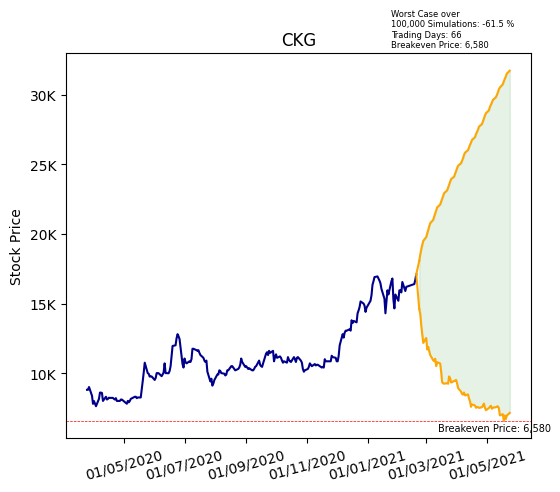 Worst Case over
100,000 Simulations: -61.5 %
Trading Days: 66
Breakeven Price: 6,580
CKG
Stock Price
30K
25K
20K
15K
10K
Breakeven Price: 6,580
01/05/2020
01/07/2020
01/09/2020
01/11/2020
01/01/2021
01/03/2021
01/05/2021